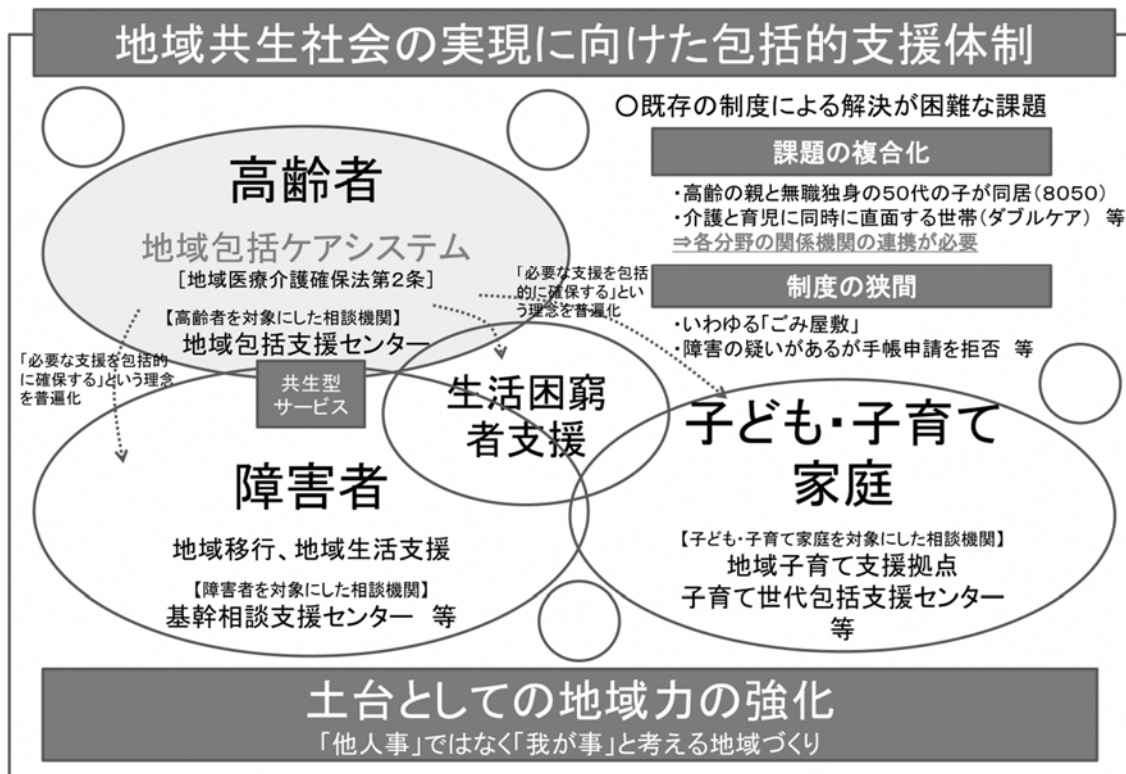 地域共生社会の実現に向けた包括的支援体制
〇既存の制度による解決が困難な課題
課題の複合化
・高齢の親と無職独身の50代の子が同居(8050)
・介護と育児に同時に直面する世帯(ダブルケア) 等
⇒各分野の関係機関の連携が必要
制度の狭間
・いわゆる「ごみ屋敷」
・障害の疑いがあるが手帳申請を拒否 等
高齢者
地域包括ケアシステム
[地域医療介護確保法第2条]
【高齢者を対象にした相談機関】
地域包括支援センター
「必要な支援を包括
的に確保する」とい
う理念を普遍化
「必要な支援を包括的
に確保する」という理念
を普遍化
共生型
サービス
生活困窮
者支援
障害者
地域移行、地域生活支援
【障害者を対象にした相談機関】
基幹相談支援センター 等
子ども・子育て
家庭
【子ども・子育て家庭を対象にした相談機関】
地域子育て支援拠点
子育て世代包括支援センター
等
土台としての地域力の強化
「他人事」ではなく「我が事」と考える地域づくり